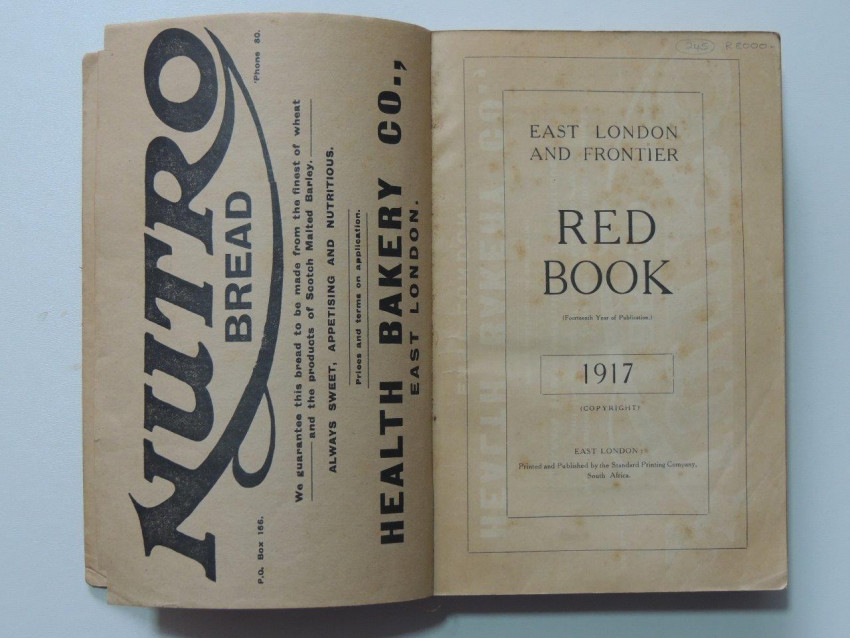 NUTRO
BREAD
P.O. Box 166.
'Phone 80.
We guarantee this bread to be made from the finest of wheat
and the products of Scotch Malted Barley.
ALWAYS SWEET, APPETISING AND NUTRITIOUS.
Prices and terms on application.
HEALTH BAKERY CO.,
EAST LONDON.
245 R6000
EAST LONDON
AND FRONTIER
RED
BOOK
(Fourteenth Year of Publication.)
1917
(COPYRIGHT)
EAST LONDON:
Printed and Published by the Standard Printing Company,
South Africa.